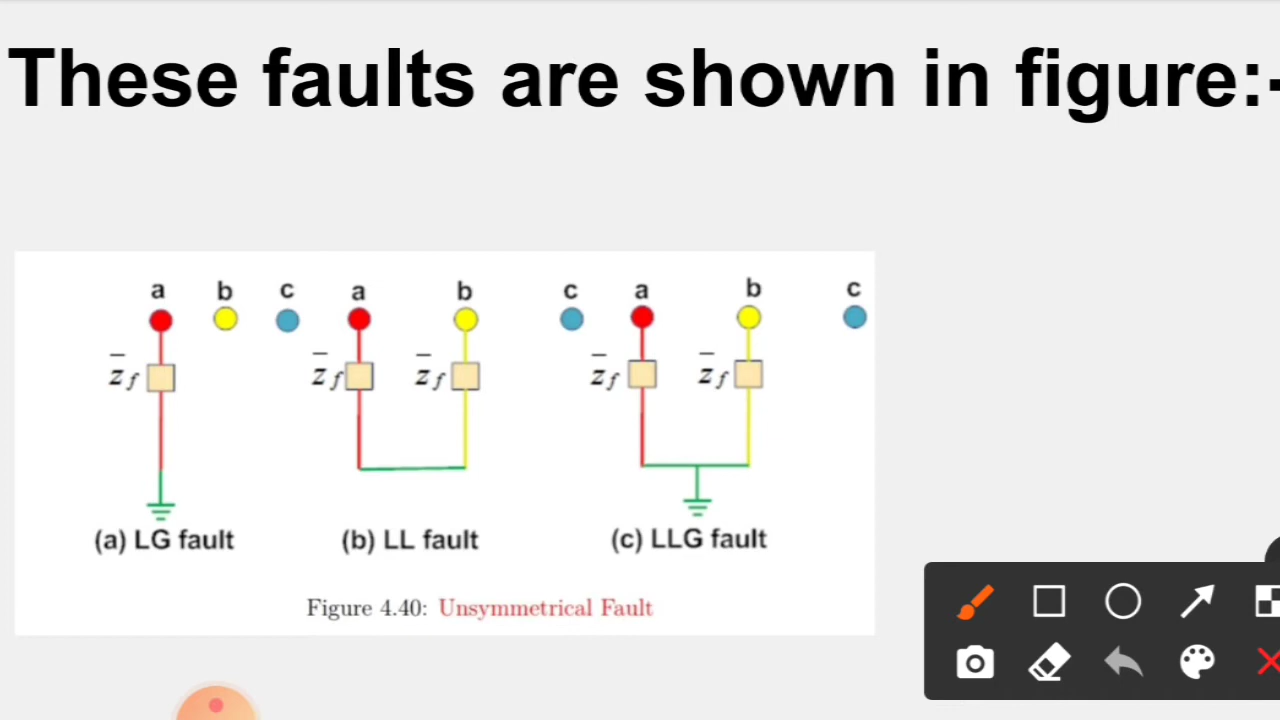 These faults are shown in figure:-
a b c a b c a b c
z̄f z̄f z̄f z̄f z̄f
(a) LG fault (b) LL fault (c) LLG fault
Figure 4.40: Unsymmetrical Fault